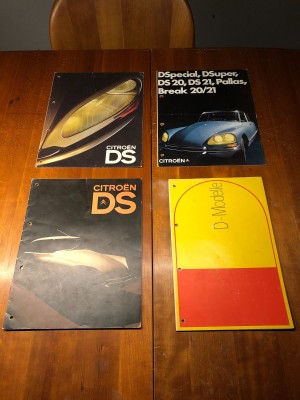 CITROËN
DS
DSpecial, DSuper,
DS 20, DS 21, Pallas,
Break 20/21
CITROËN
CITROËN
DS
D-Modelle